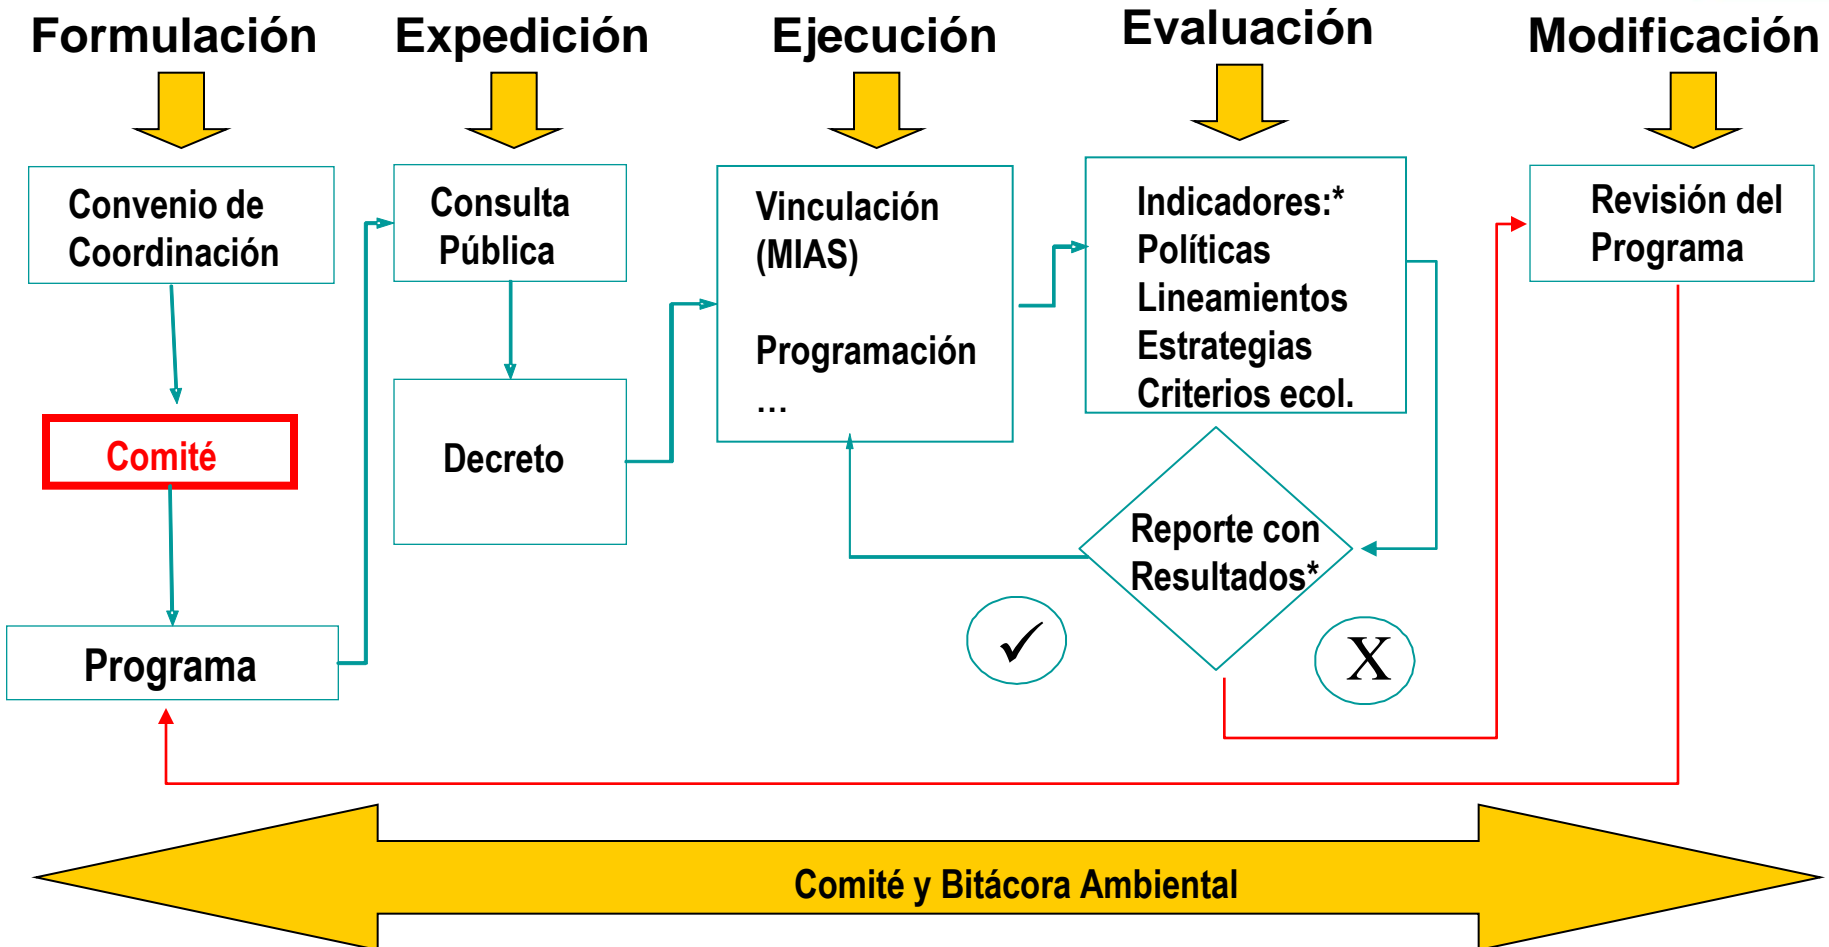 Formulación
Expedición
Ejecución
Evaluación
Modificación
Convenio de
Coordinación
Comité
Programa
Consulta
Pública
Decreto
Vinculación
(MIAS)
Programación
…
Indicadores:*
Políticas
Lineamientos
Estrategias
Criterios ecol.
Reporte con
Resultados*
✓
X
Revisión del
Programa
Comité y Bitácora Ambiental